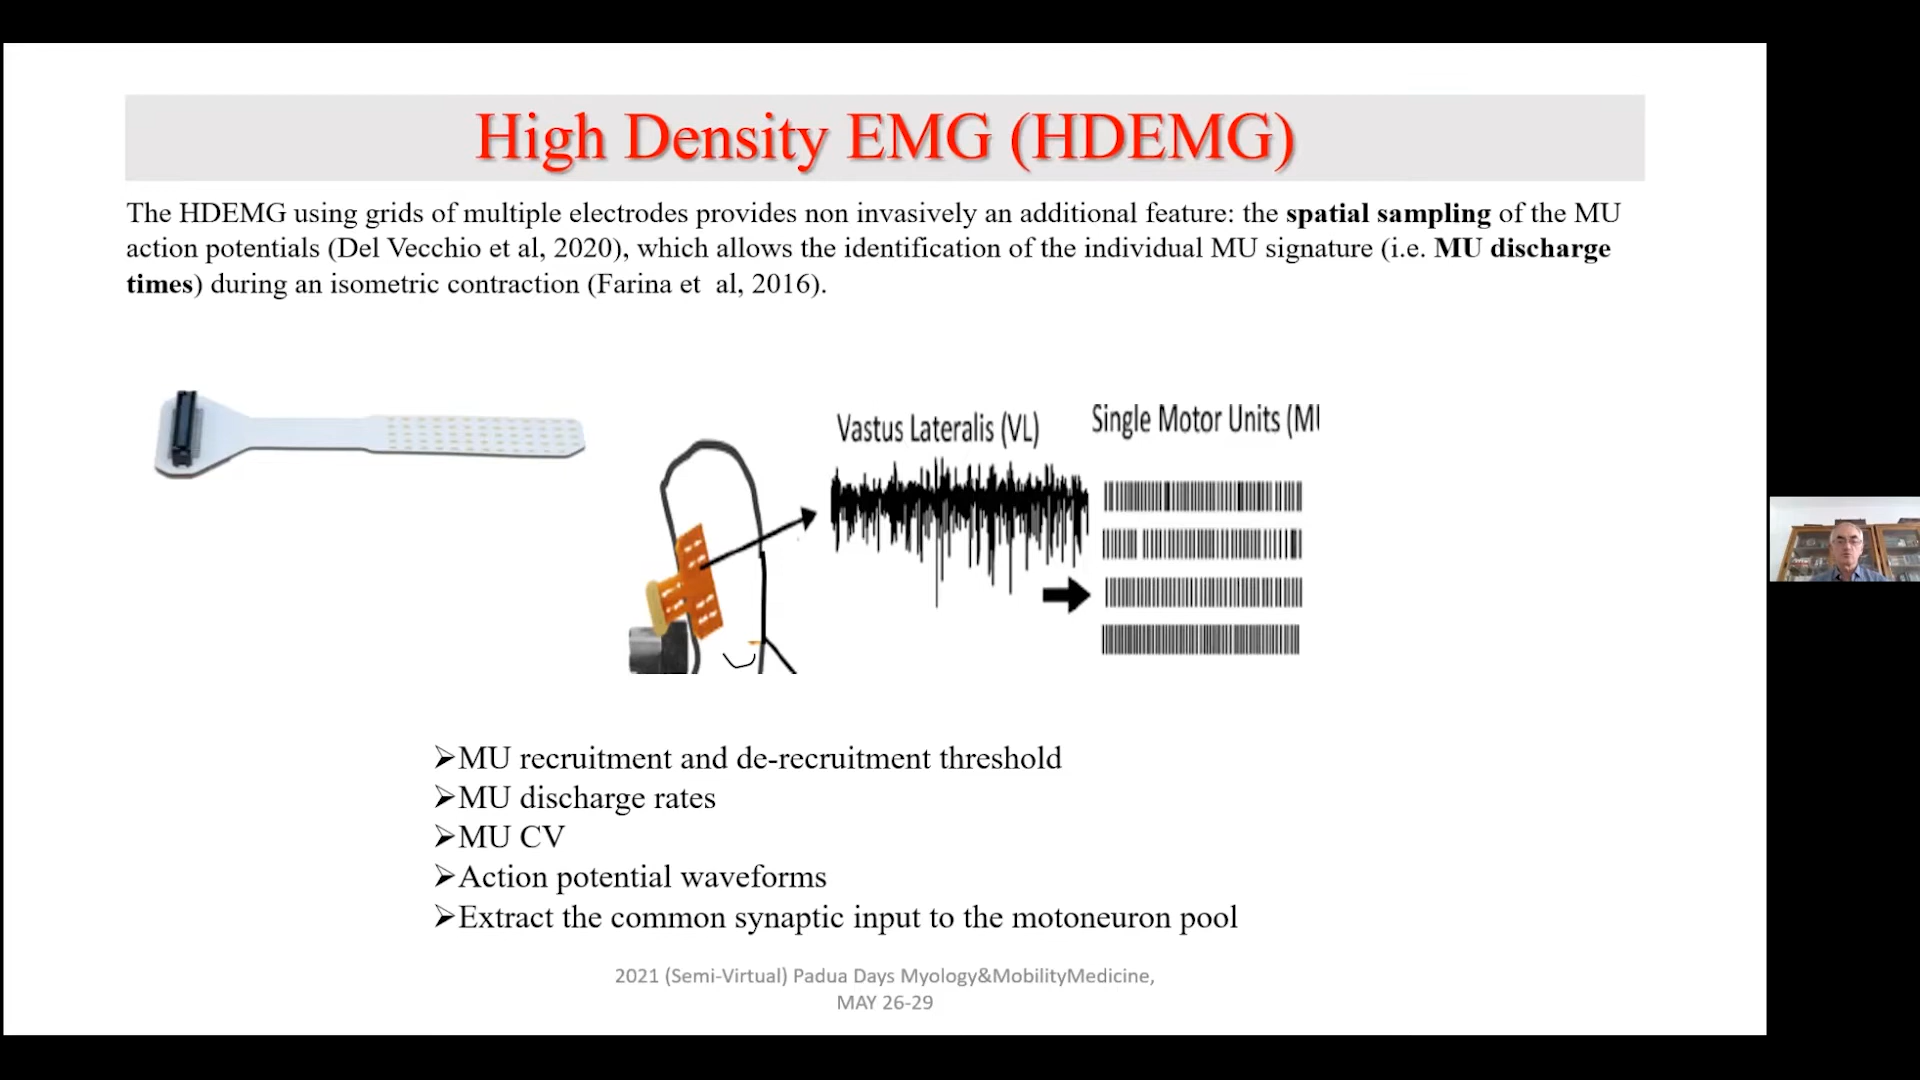 High Density EMG (HDEMG)
The HDEMG using grids of multiple electrodes provides non invasively an additional feature: the spatial sampling of the MU
action potentials (Del Vecchio et al, 2020), which allows the identification of the individual MU signature (i.e. MU discharge
times) during an isometric contraction (Farina et  al, 2016).
Vastus Lateralis (VL)
Single Motor Units (MU
➢MU recruitment and de-recruitment threshold
➢MU discharge rates
➢MU CV
➢Action potential waveforms
➢Extract the common synaptic input to the motoneuron pool
2021 (Semi-Virtual) Padua Days Myology&MobilityMedicine,
MAY 26-29